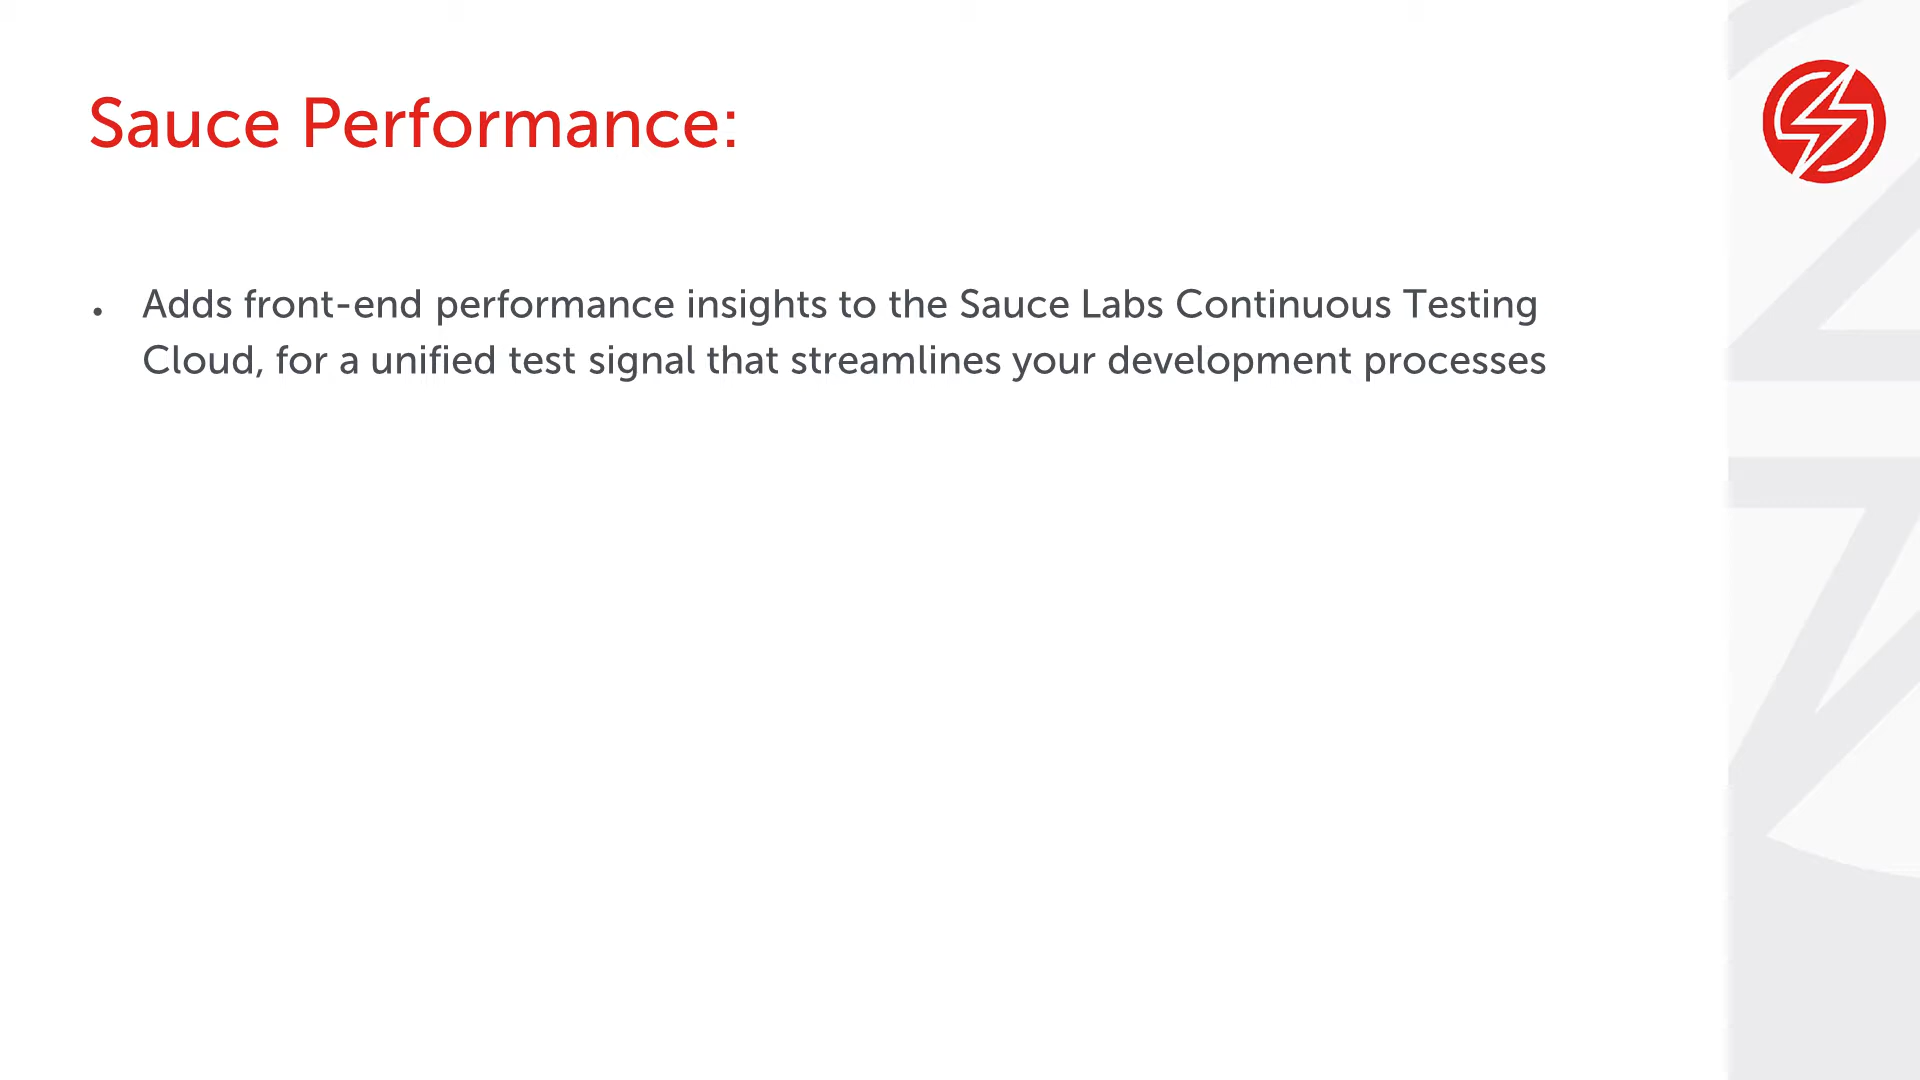 Sauce Performance:
• Adds front-end performance insights to the Sauce Labs Continuous Testing
Cloud, for a unified test signal that streamlines your development processes